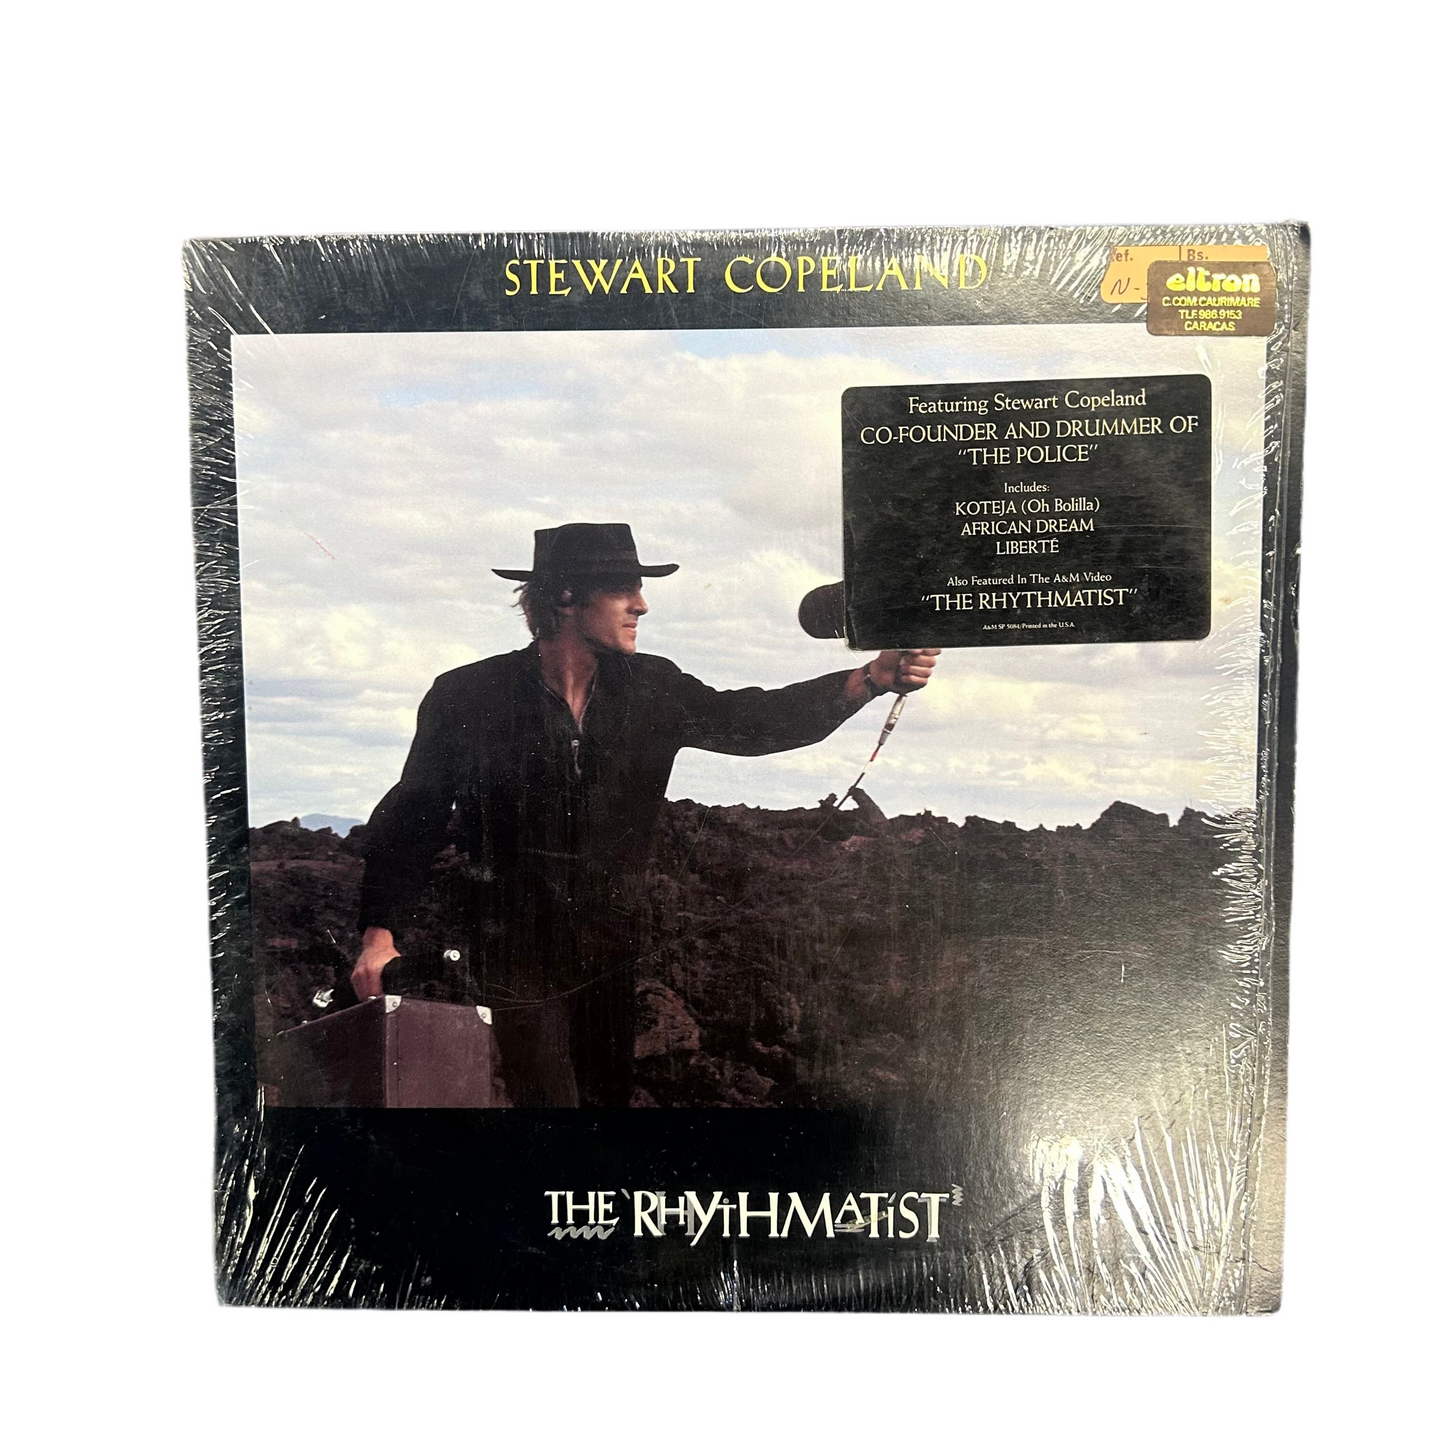 STEWART COPELAND
ef. Bs.
N-
eltron
C.COM.CAURIMARE
TLF.986.9153
CARACAS
Featuring Stewart Copeland
CO-FOUNDER AND DRUMMER OF
"THE POLICE"
Includes:
KOTEJA (Oh Bolilla)
AFRICAN DREAM
LIBERTÉ
Also Featured In The A&M Video
"THE RHYTHMATIST"
A&M SP 5084/Printed in the U.S.A.
THE RHYTHMATIST